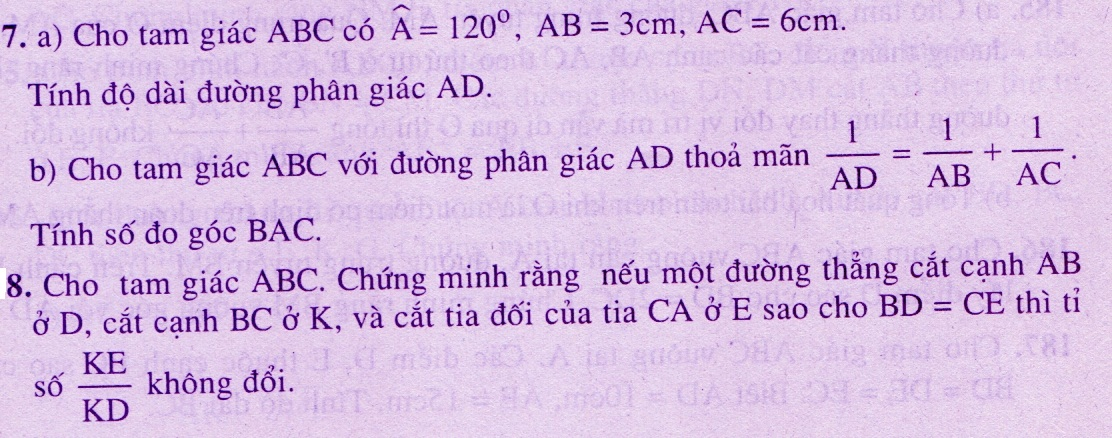 7. a) Cho tam giác ABC có Â = 120⁰, AB = 3cm, AC = 6cm.
Tính độ dài đường phân giác AD.
b) Cho tam giác ABC với đường phân giác AD thoả mãn 1/AD = 1/AB + 1/AC.
Tính số đo góc BAC.
8. Cho tam giác ABC. Chứng minh rằng nếu một đường thẳng cắt cạnh AB
ở D, cắt cạnh BC ở K, và cắt tia đối của tia CA ở E sao cho BD = CE thì tỉ
số KE/KD không đổi.